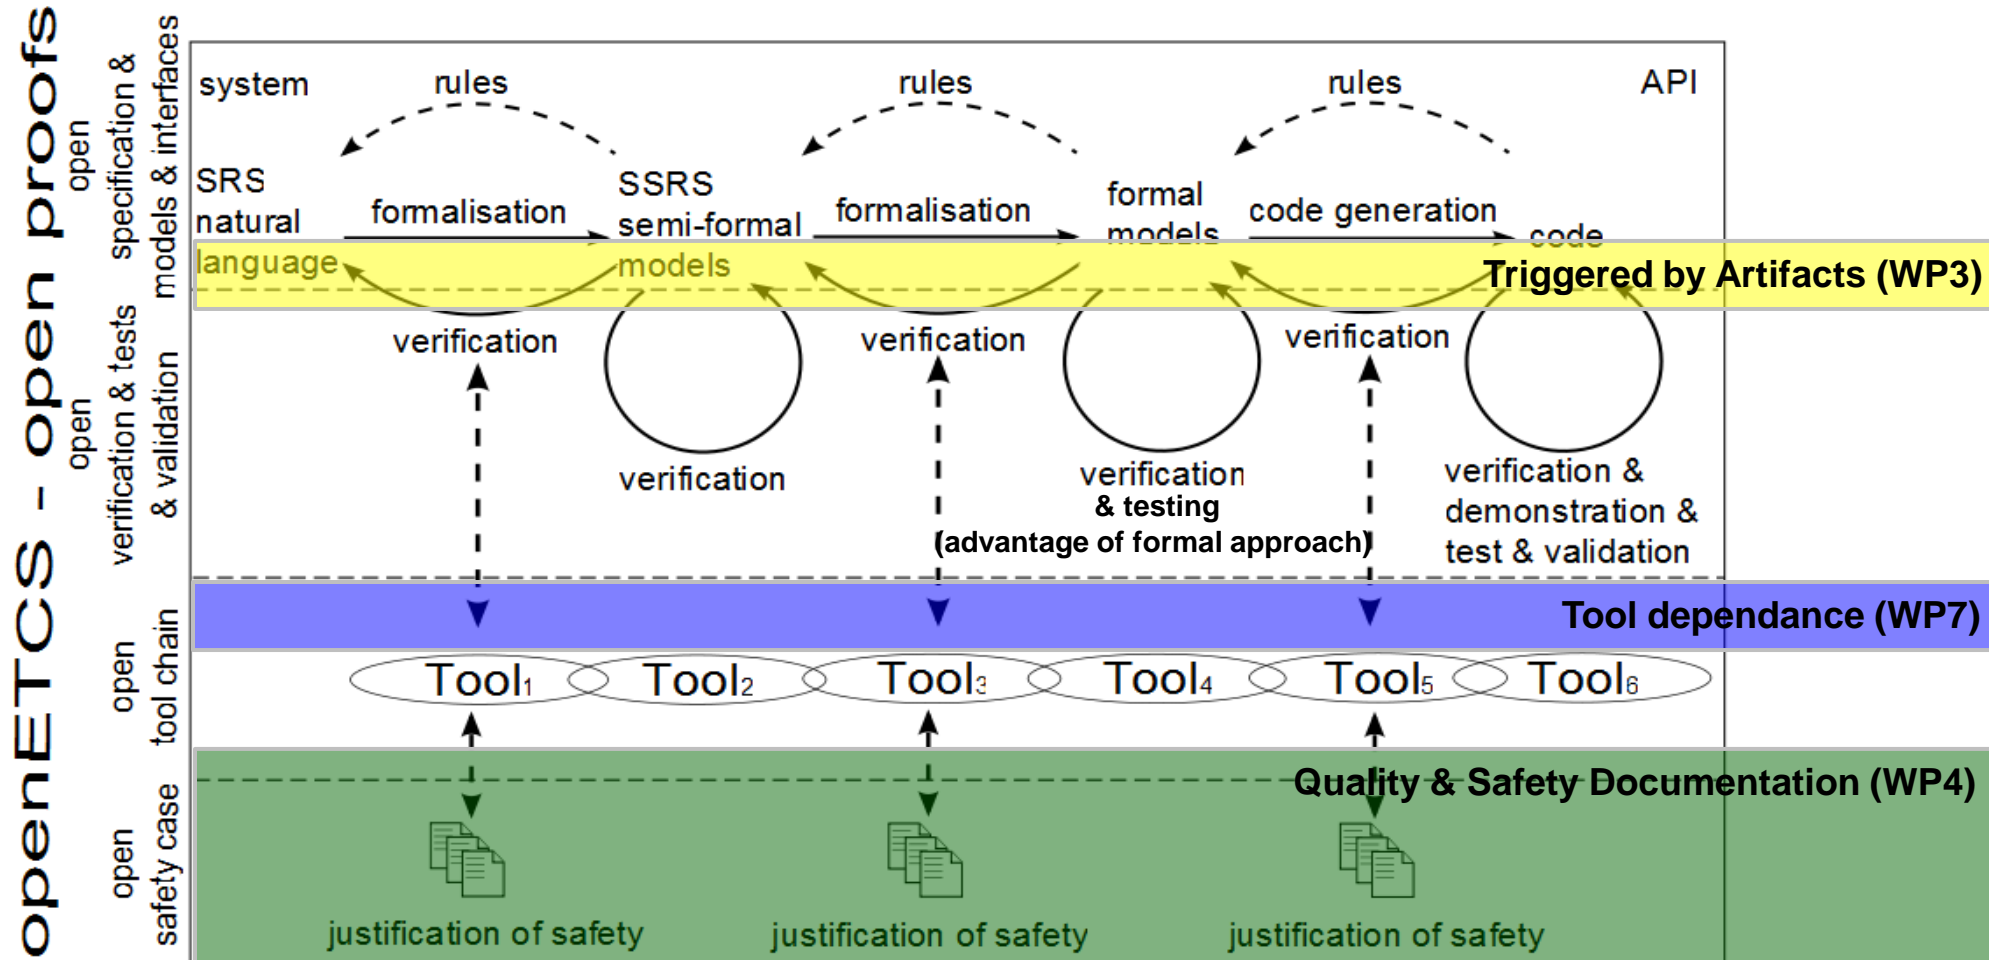 openETCS - open proofs
open
specification &
models & interfaces
open
verification & tests
& validation
open
tool chain
open
safety case
system
rules
rules
rules
API
SRS
natural
language
formalisation
SSRS
semi-formal
models
formalisation
formal
models
code generation
code
Triggered by Artifacts (WP3)
verification
verification
verification
verification
verification
& testing
(advantage of formal approach)
verification &
demonstration &
test & validation
Tool dependance (WP7)
Tool1
Tool2
Tool3
Tool4
Tool5
Tool6
Quality & Safety Documentation (WP4)
justification of safety
justification of safety
justification of safety